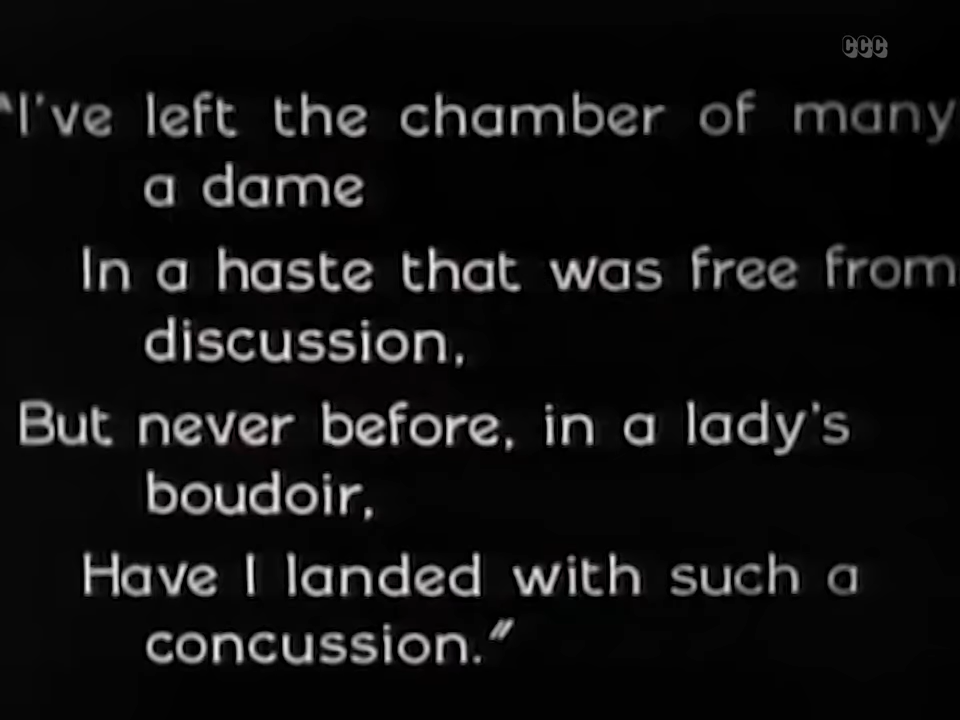 CCC
"I've left the chamber of many
a dame
In a haste that was free from
discussion,
But never before, in a lady's
boudoir,
Have I landed with such a
concussion."